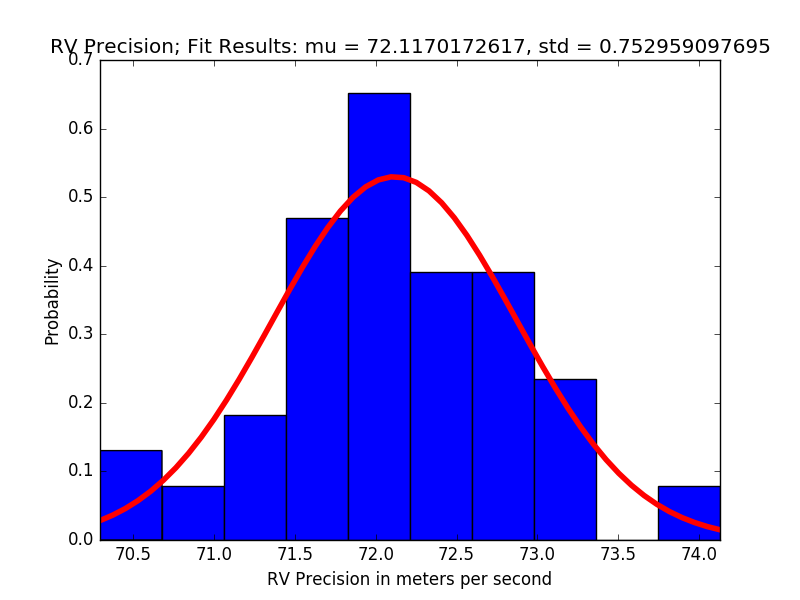 RV Precision; Fit Results: mu = 72.1170172617, std = 0.752959097695
0.7
0.6
0.5
0.4
0.3
0.2
0.1
0.0
Probability
70.5 71.0 71.5 72.0 72.5 73.0 73.5 74.0
RV Precision in meters per second